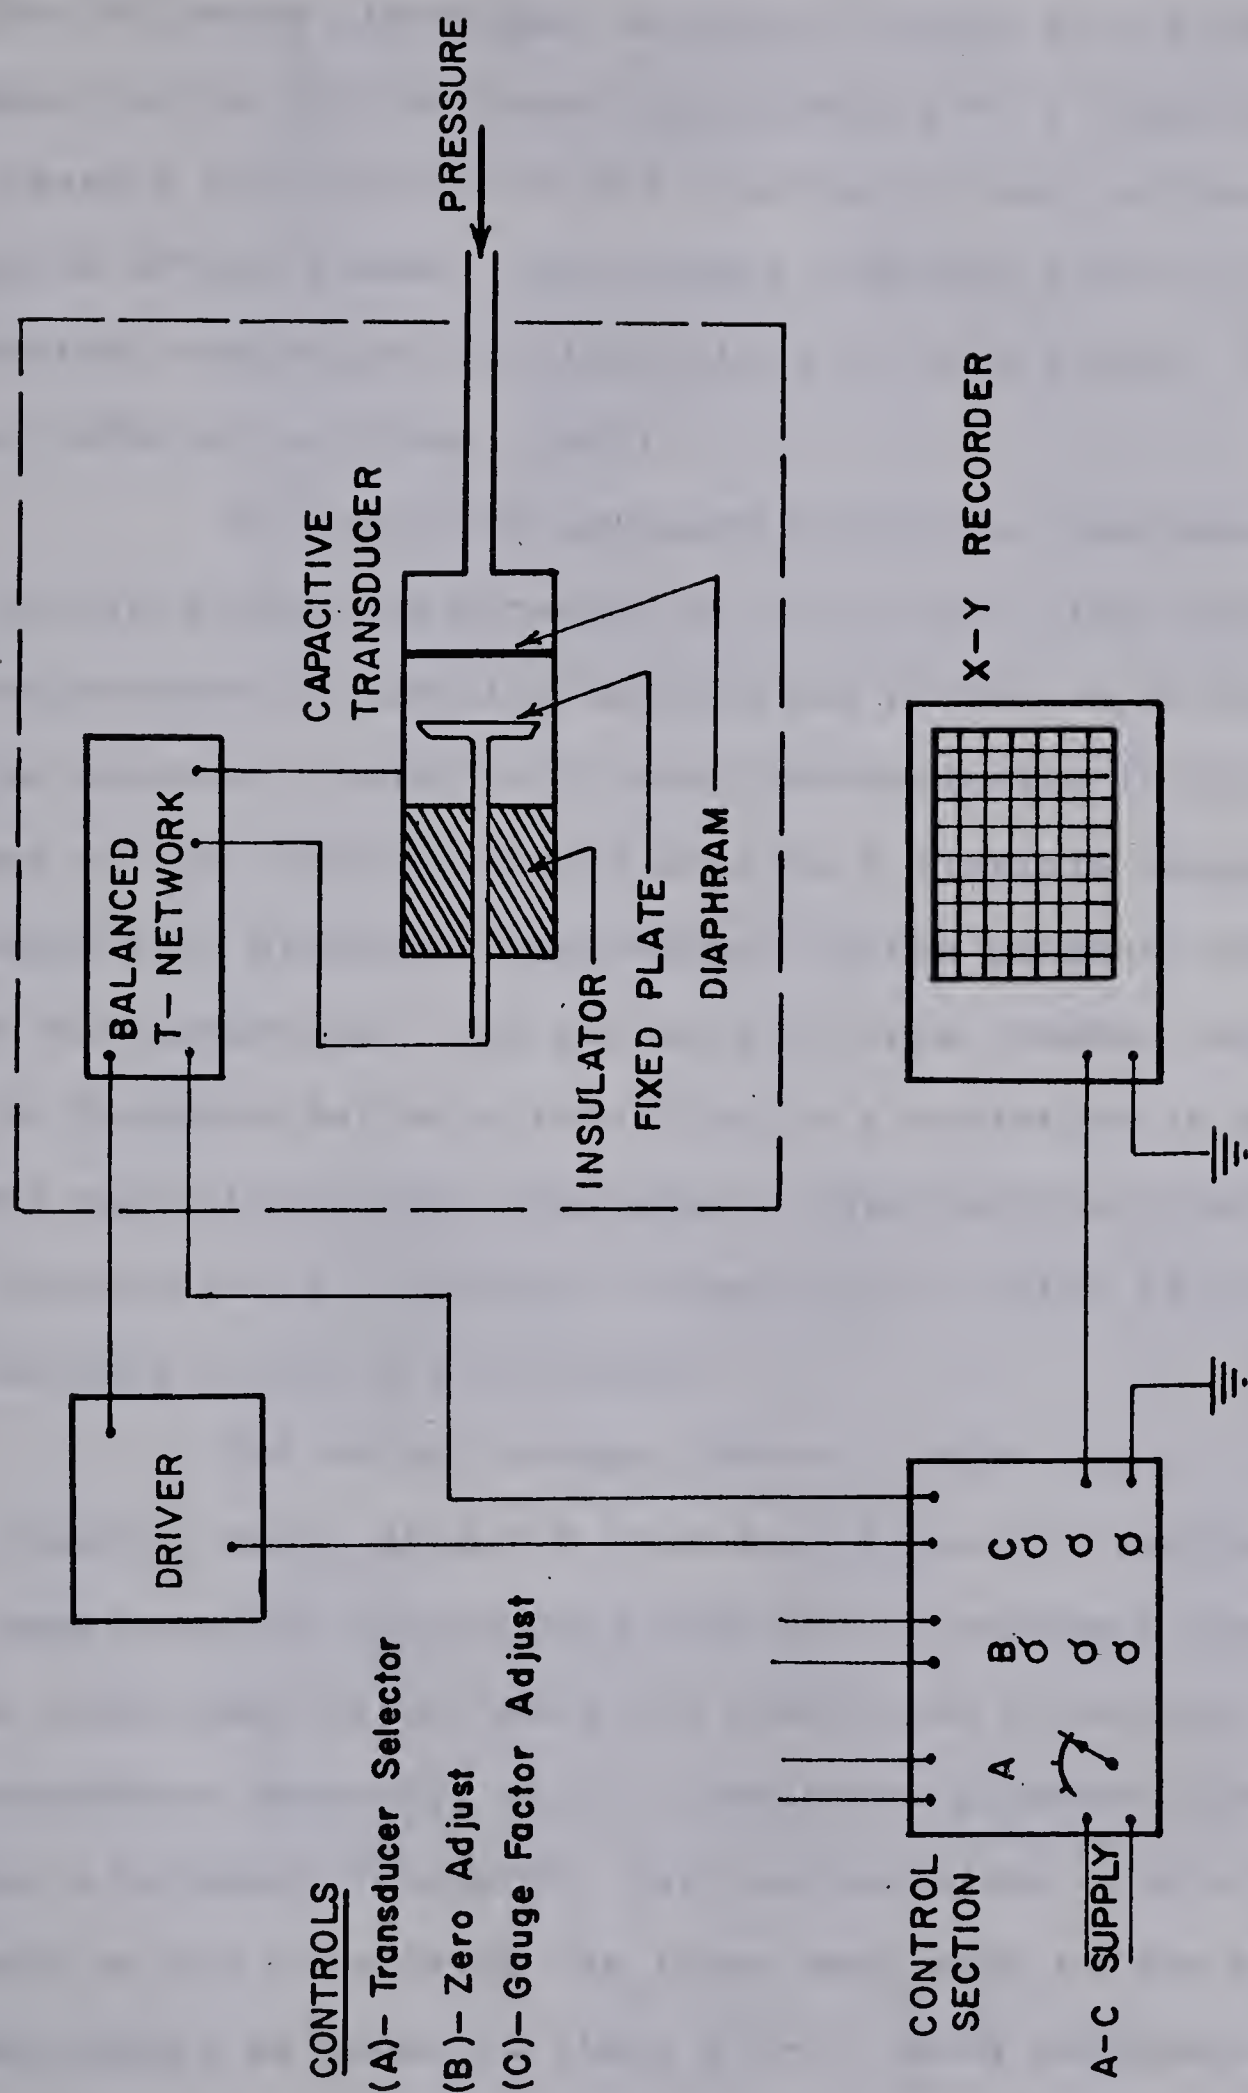 PRESSURE
CAPACITIVE
TRANSDUCER
BALANCED
T-NETWORK
INSULATOR
FIXED PLATE
DIAPHRAM
DRIVER
X-Y RECORDER
CONTROLS
(A)- Transducer Selector
(B)- Zero Adjust
(C)- Gauge Factor Adjust
CONTROL
SECTION
A B C
A-C SUPPLY